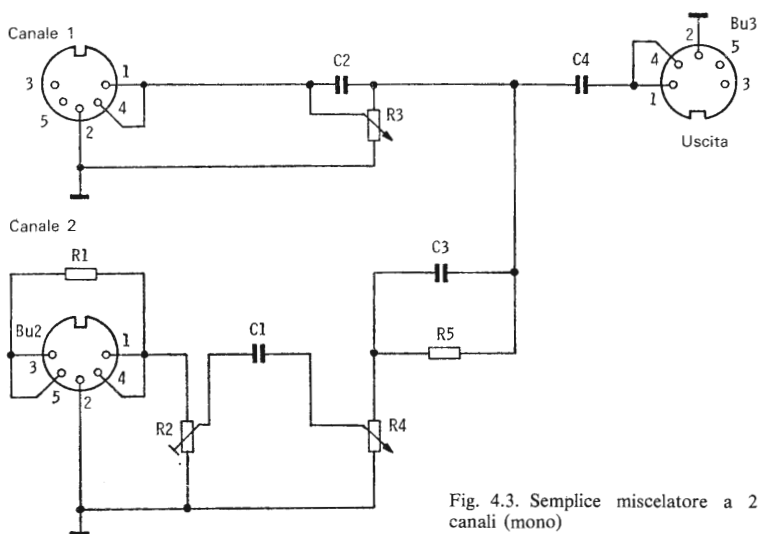 Canale 1
3
5
2
4
1
C2
R3
C4
Bu3
2
4
5
1
3
Uscita
Canale 2
R1
Bu2
3
5
2
4
1
R2
C1
R4
C3
R5
Fig. 4.3. Semplice miscelatore a 2
canali (mono)